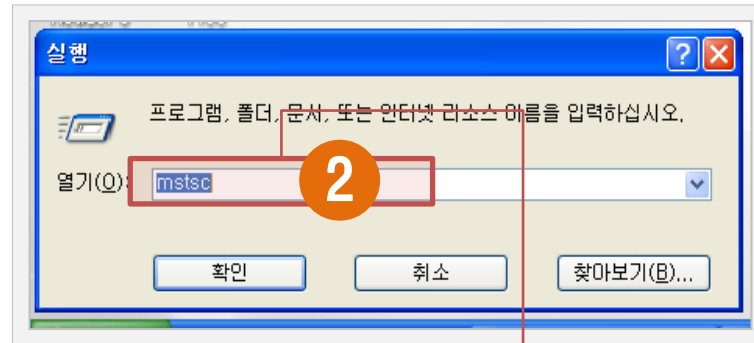 실행
프로그램, 폴더, 문서, 또는 인터넷 리소스 이름을 입력하십시오.
열기(O): mstsc
2
확인 취소 찾아보기(B)...